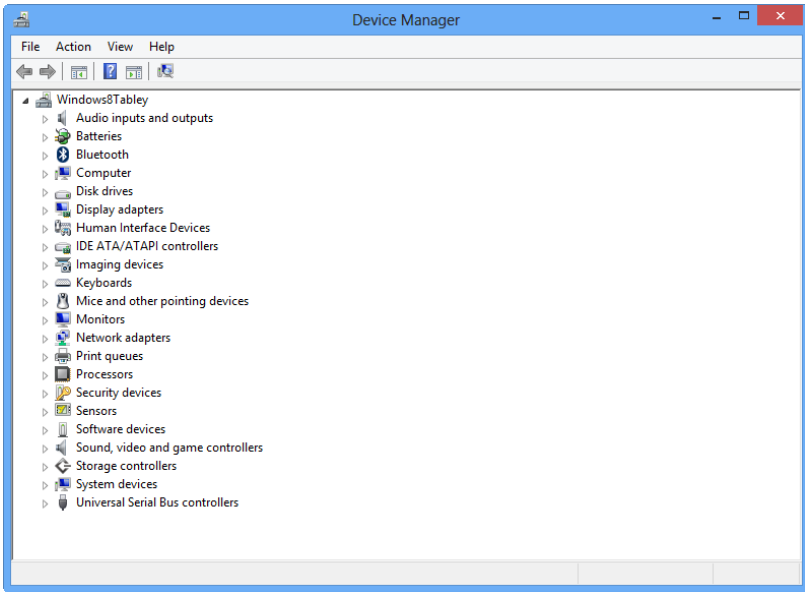 Device Manager
File Action View Help
Windows8Tabley
Audio inputs and outputs
Batteries
Bluetooth
Computer
Disk drives
Display adapters
Human Interface Devices
IDE ATA/ATAPI controllers
Imaging devices
Keyboards
Mice and other pointing devices
Monitors
Network adapters
Print queues
Processors
Security devices
Sensors
Software devices
Sound, video and game controllers
Storage controllers
System devices
Universal Serial Bus controllers